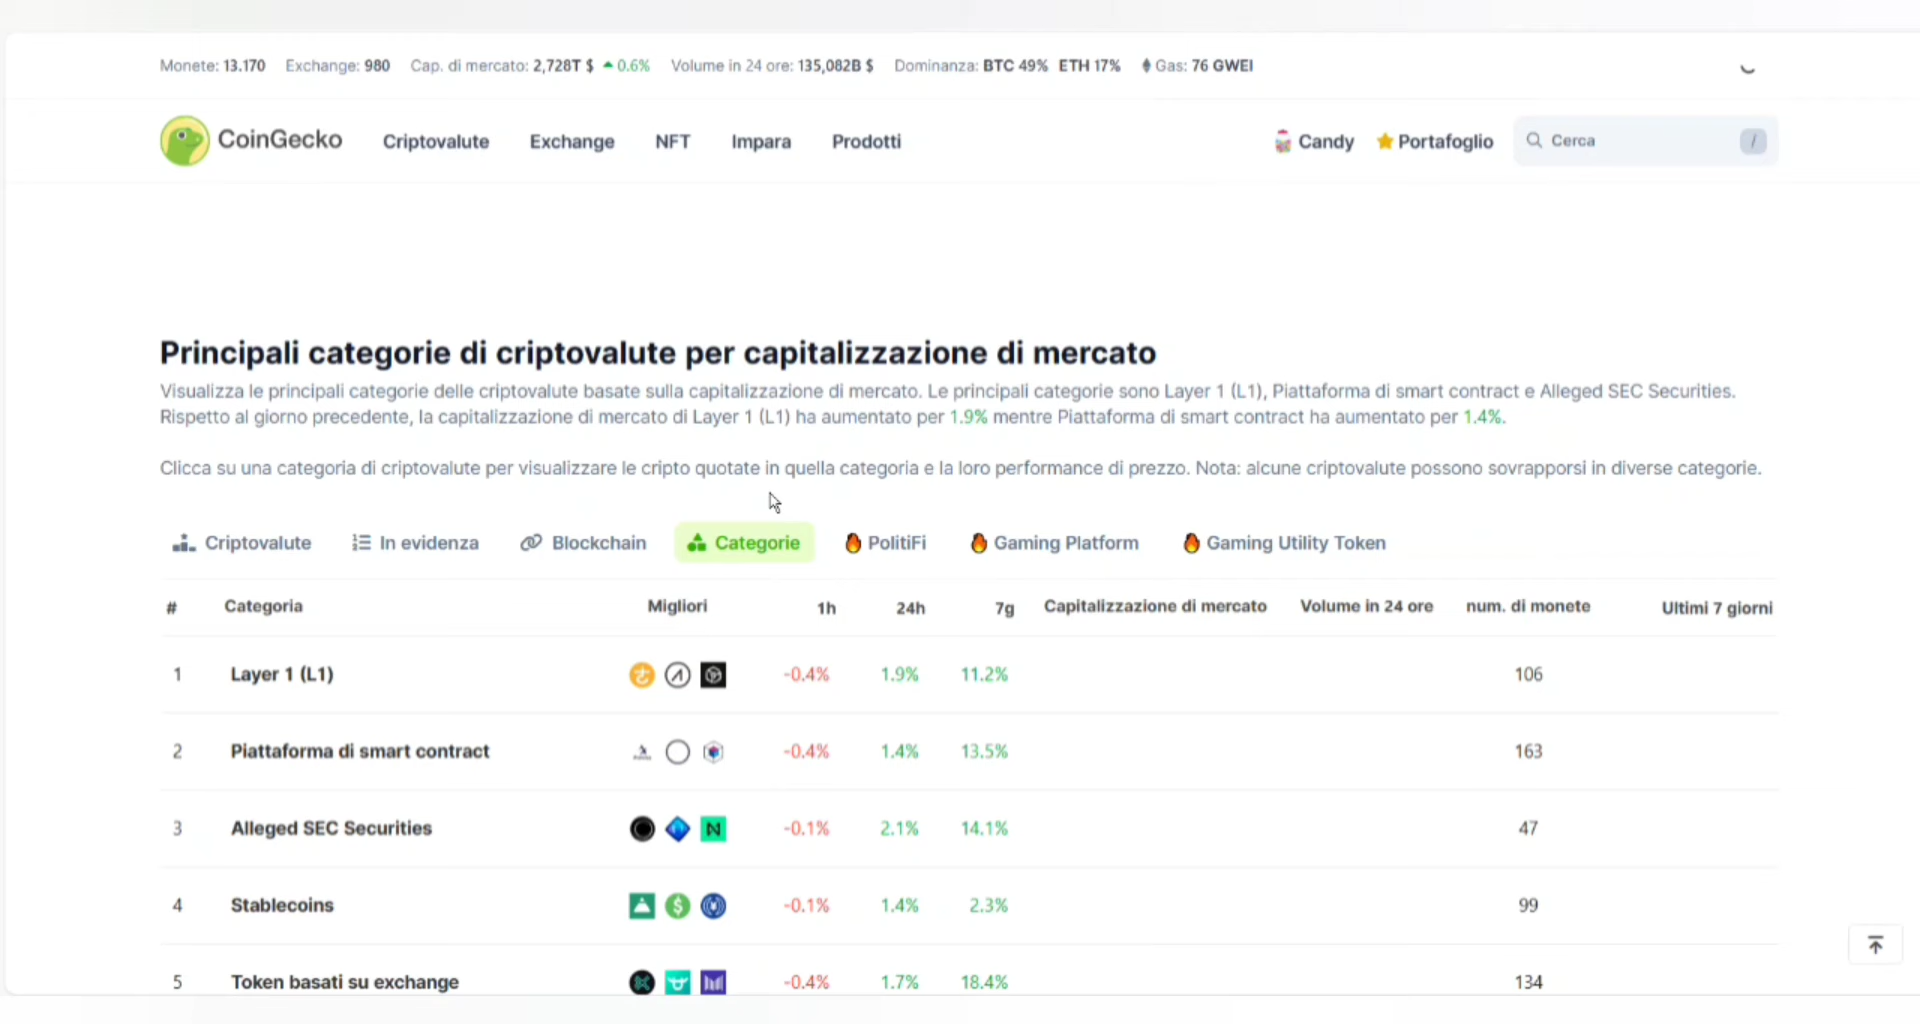 Monete: 13.170 Exchange: 980 Cap. di mercato: 2,728T $ 0.6% Volume in 24 ore: 135,082B $ Dominanza: BTC 49% ETH 17% Gas: 76 GWEI
CoinGecko Criptovalute Exchange NFT Impara Prodotti Candy Portafoglio Cerca /
Principali categorie di criptovalute per capitalizzazione di mercato
Visualizza le principali categorie delle criptovalute basate sulla capitalizzazione di mercato. Le principali categorie sono Layer 1 (L1), Piattaforma di smart contract e Alleged SEC Securities.
Rispetto al giorno precedente, la capitalizzazione di mercato di Layer 1 (L1) ha aumentato per 1.9% mentre Piattaforma di smart contract ha aumentato per 1.4%.
Clicca su una categoria di criptovalute per visualizzare le cripto quotate in quella categoria e la loro performance di prezzo. Nota: alcune criptovalute possono sovrapporsi in diverse categorie.
Criptovalute In evidenza Blockchain Categorie PolitiFi Gaming Platform Gaming Utility Token
# Categoria Migliori 1h 24h 7g Capitalizzazione di mercato Volume in 24 ore num. di monete Ultimi 7 giorni
1 Layer 1 (L1) -0.4% 1.9% 11.2% 106
2 Piattaforma di smart contract -0.4% 1.4% 13.5% 163
3 Alleged SEC Securities -0.1% 2.1% 14.1% 47
4 Stablecoins -0.1% 1.4% 2.3% 99
5 Token basati su exchange -0.4% 1.7% 18.4% 134